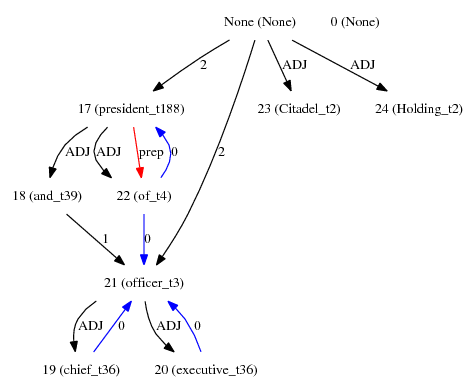 None (None) 0 (None)
2 ADJ ADJ
17 (president_t188) 23 (Citadel_t2) 24 (Holding_t2)
ADJ ADJ prep 0 2
18 (and_t39) 22 (of_t4)
1 0
21 (officer_t3)
ADJ 0 ADJ 0
19 (chief_t36) 20 (executive_t36)